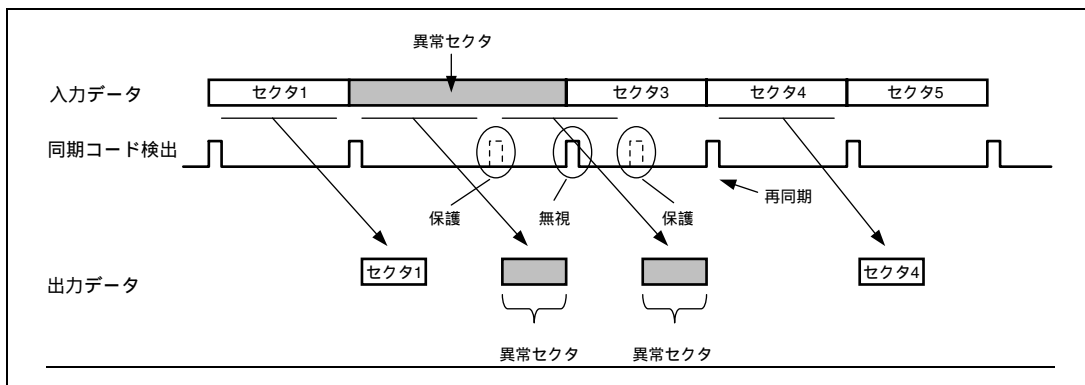 異常セクタ
入力データ
セクタ1
セクタ3
セクタ4
セクタ5
同期コード検出
保護
無視
保護
再同期
出力データ
セクタ1
セクタ4
異常セクタ
異常セクタ